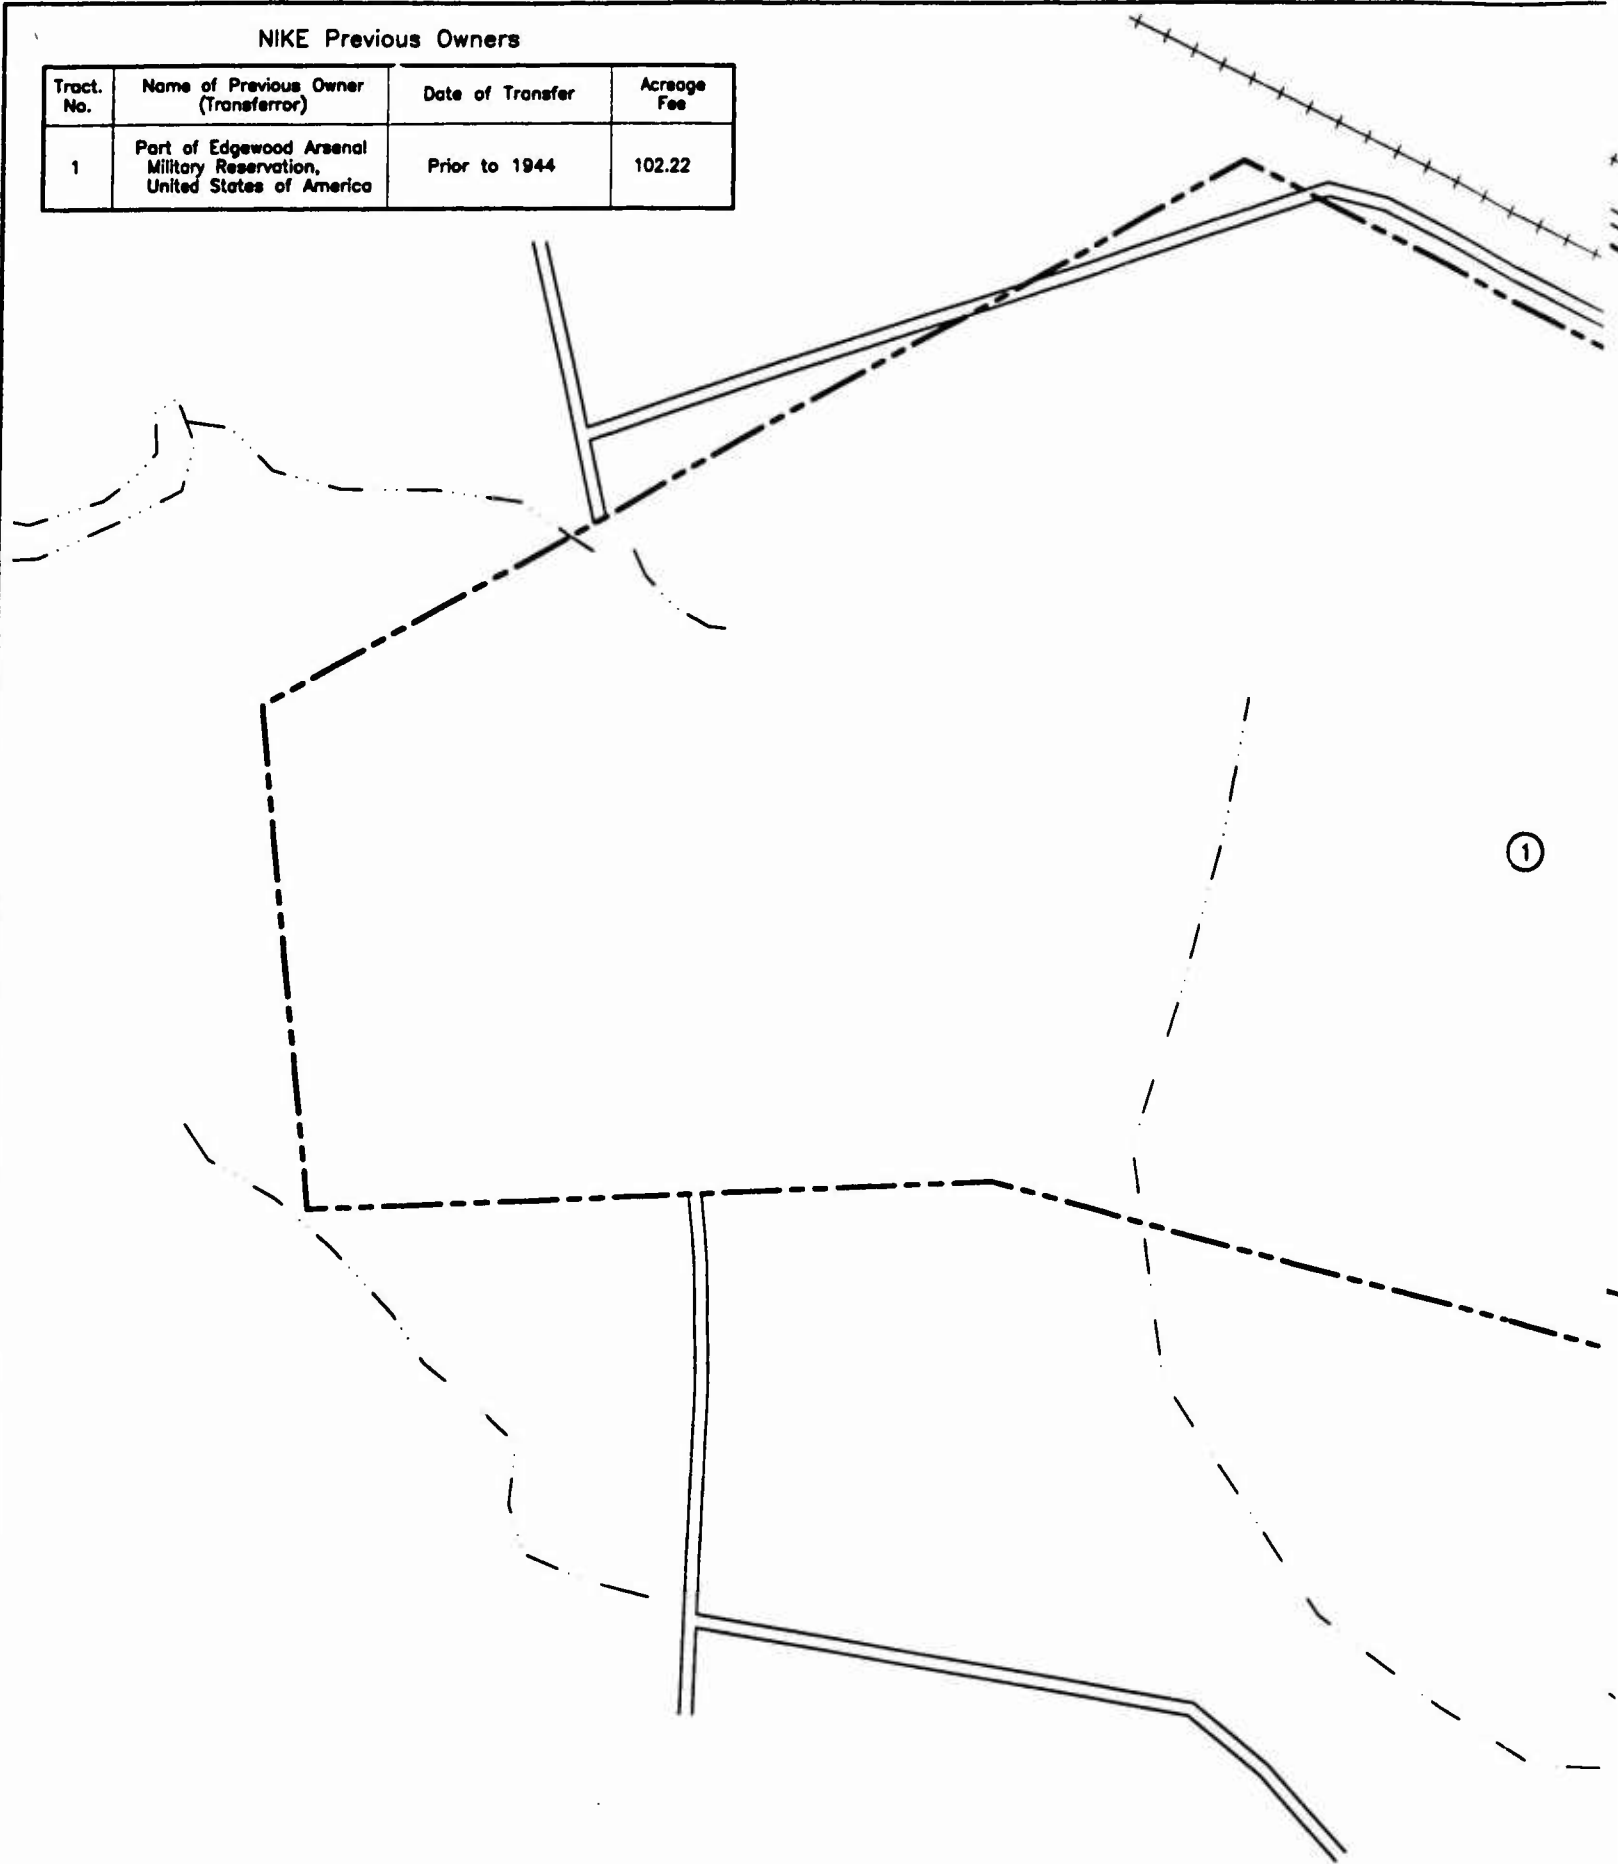 NIKE Previous Owners
Tract. No.
Name of Previous Owner
(Transferror)
Date of Transfer
Acreage
Fee
1
Part of Edgewood Arsenal
Military Reservation,
United States of America
Prior to 1944
102.22
1